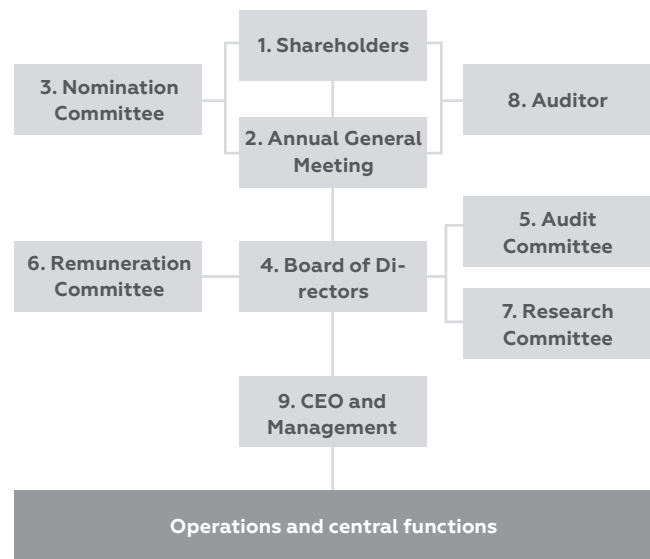 1. Shareholders
3. Nomination
Committee
8. Auditor
2. Annual General
Meeting
5. Audit
Committee
6. Remuneration
Committee
4. Board of Di-
rectors
7. Research
Committee
9. CEO and
Management
Operations and central functions